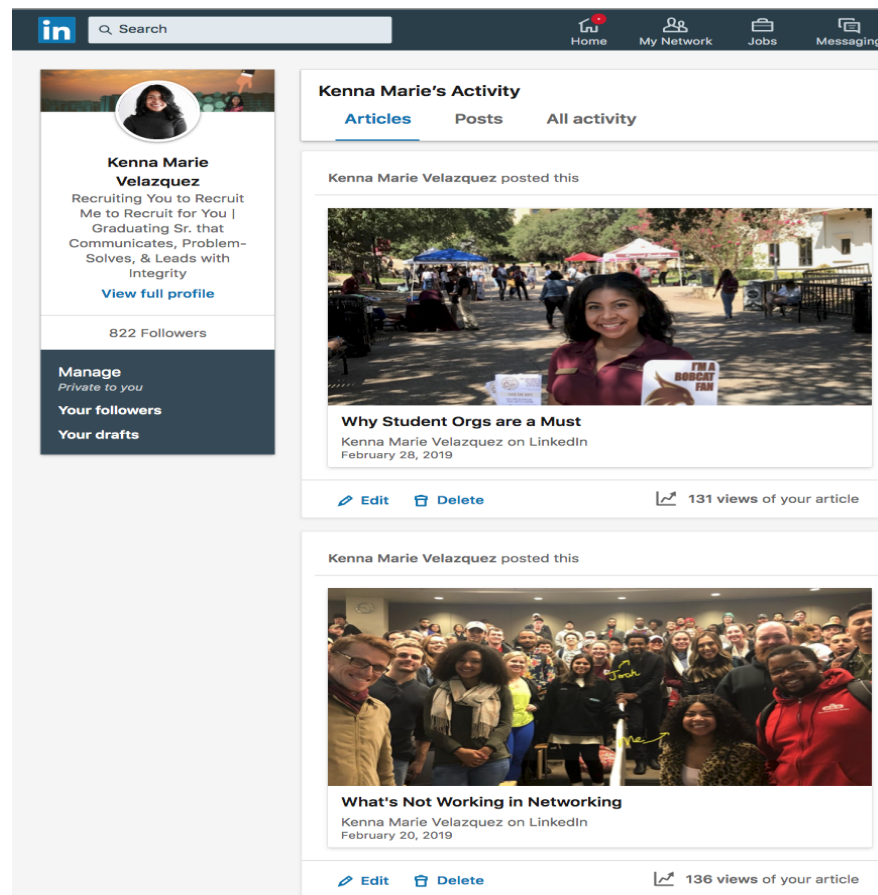 in
Search
Home
My Network
Jobs
Messaging
Kenna Marie
Velazquez
Recruiting You to Recruit
Me to Recruit for You |
Graduating Sr. that
Communicates, Problem-
Solves, & Leads with
Integrity
View full profile
822 Followers
Manage
Private to you
Your followers
Your drafts
Kenna Marie's Activity
Articles
Posts
All activity
Kenna Marie Velazquez posted this
I'M A
BOBCAT
FAN
Why Student Orgs are a Must
Kenna Marie Velazquez on LinkedIn
February 28, 2019
Edit
Delete
131 views of your article
Kenna Marie Velazquez posted this
Josh
me
What's Not Working in Networking
Kenna Marie Velazquez on LinkedIn
February 20, 2019
Edit
Delete
136 views of your article